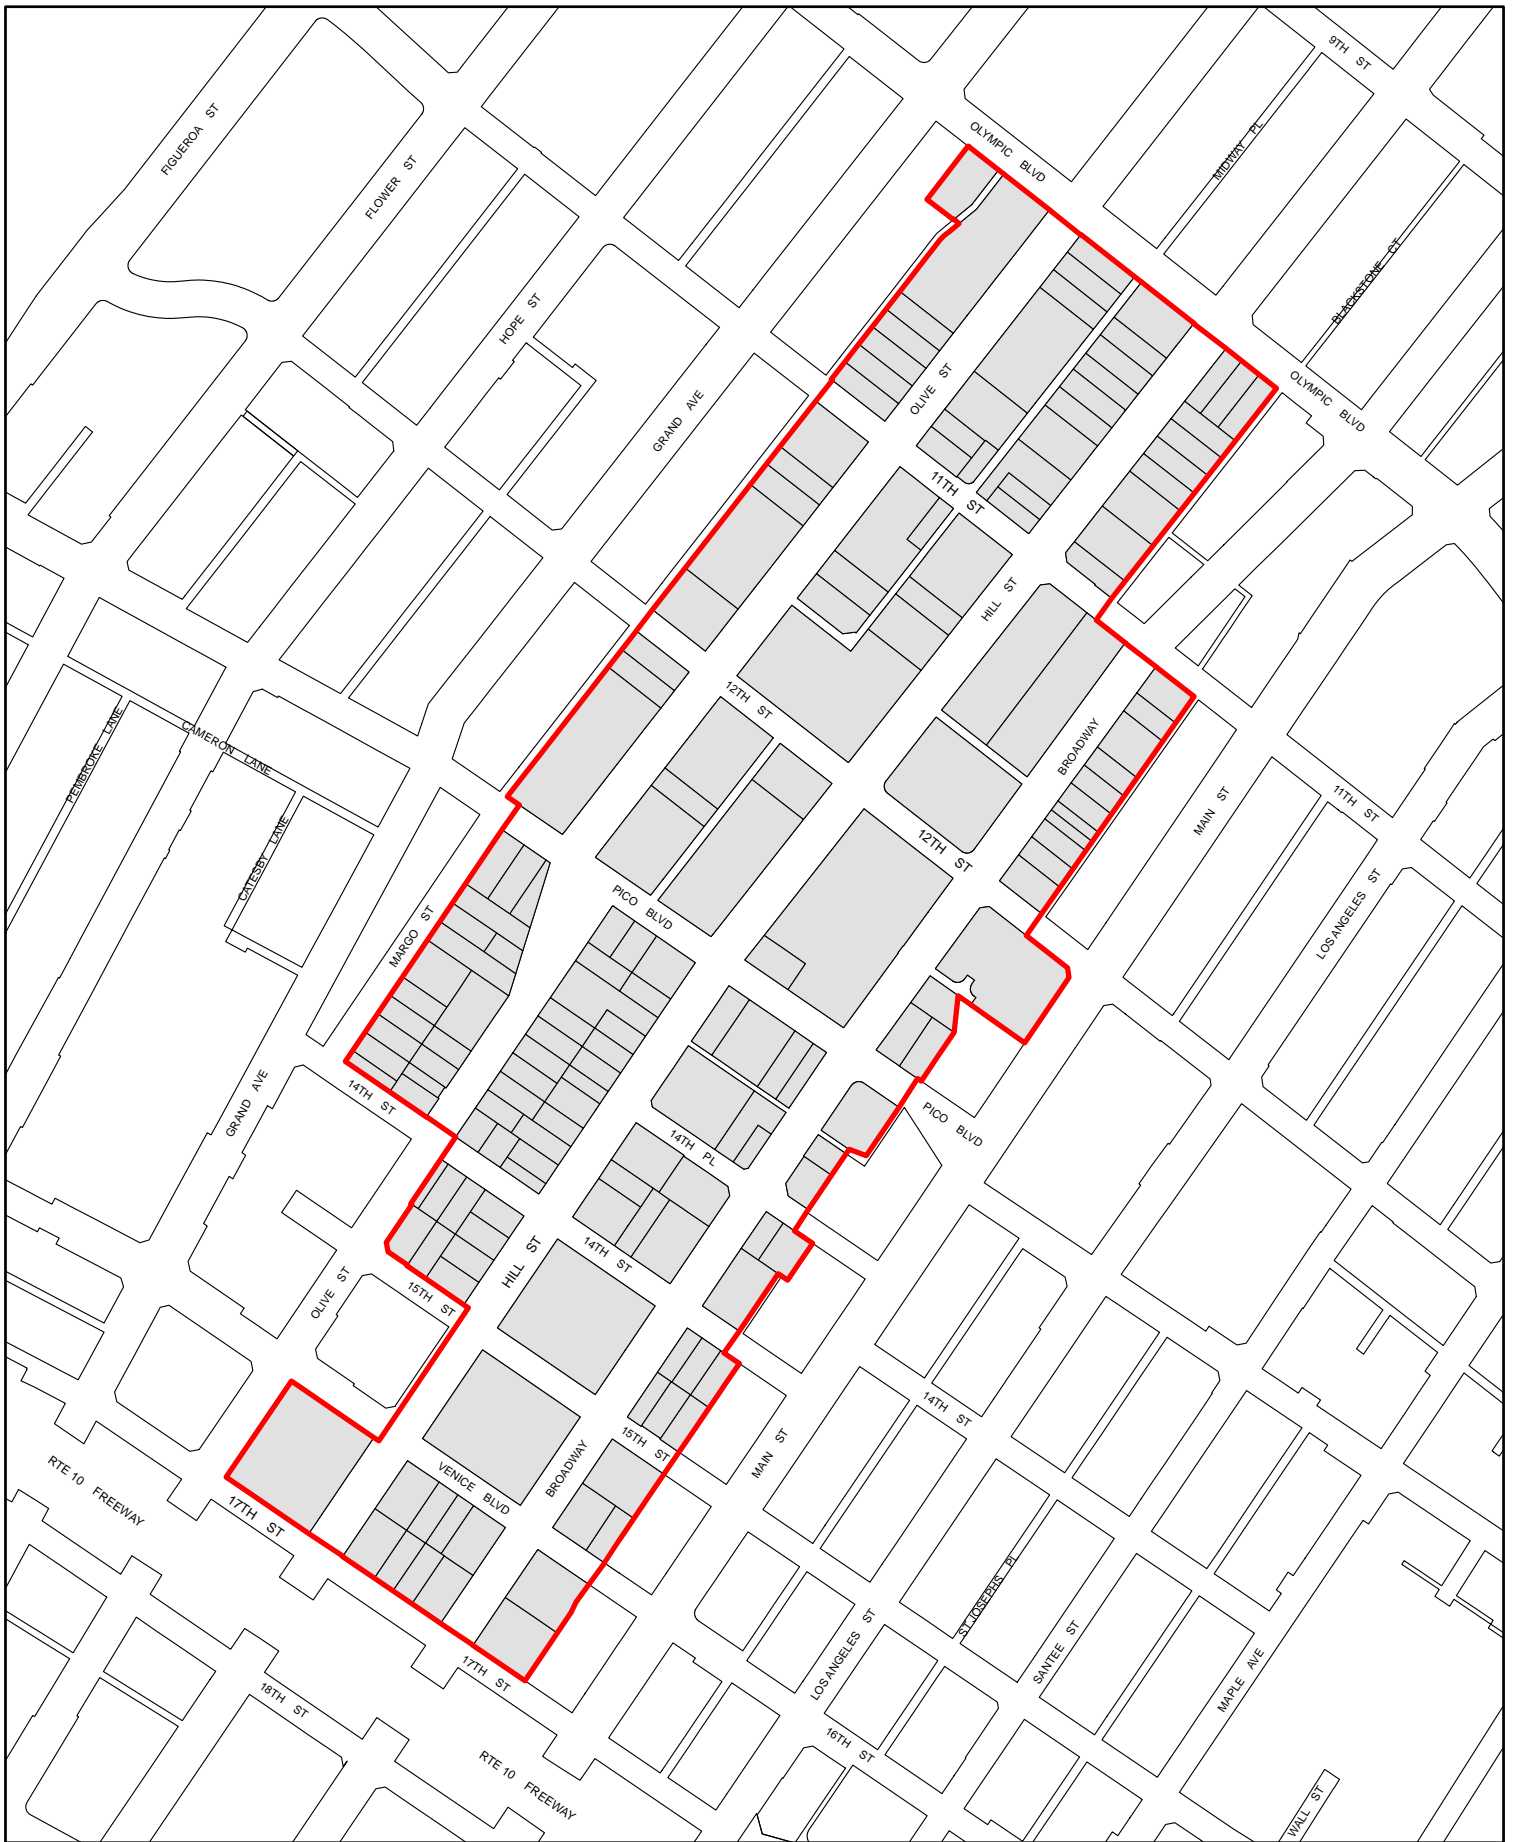 9TH ST
OLYMPIC BLVD
MIDWAY PL
FIGUEROA ST
FLOWER ST
BLACKSTONE CT
HOPE ST
OLYMPIC BLVD
OLIVE ST
GRAND AVE
11TH ST
HILL ST
12TH ST
PEMBROKE LANE
CAMERON LANE
BROADWAY
11TH ST
MAIN ST
CATESBY LANE
12TH ST
PICO BLVD
LOS ANGELES ST
MARGO ST
14TH ST
GRAND AVE
PICO BLVD
14TH PL
HILL ST
14TH ST
OLIVE ST
15TH ST
14TH ST
15TH ST
MAIN ST
BROADWAY
VENICE BLVD
RTE 10 FREEWAY
17TH ST
ST JOSEPHS Pl
LOS ANGELES ST
SANTEE ST
MAPLE AVE
17TH ST
18TH ST
16TH ST
RTE 10 FREEWAY
WALL ST